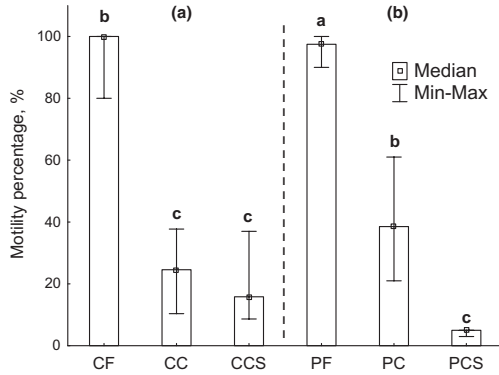 (a) (b)
Motility percentage, %
100
80
60
40
20
0
b
c
c
a
b
c
Median
Min-Max
CF CC CCS PF PC PCS